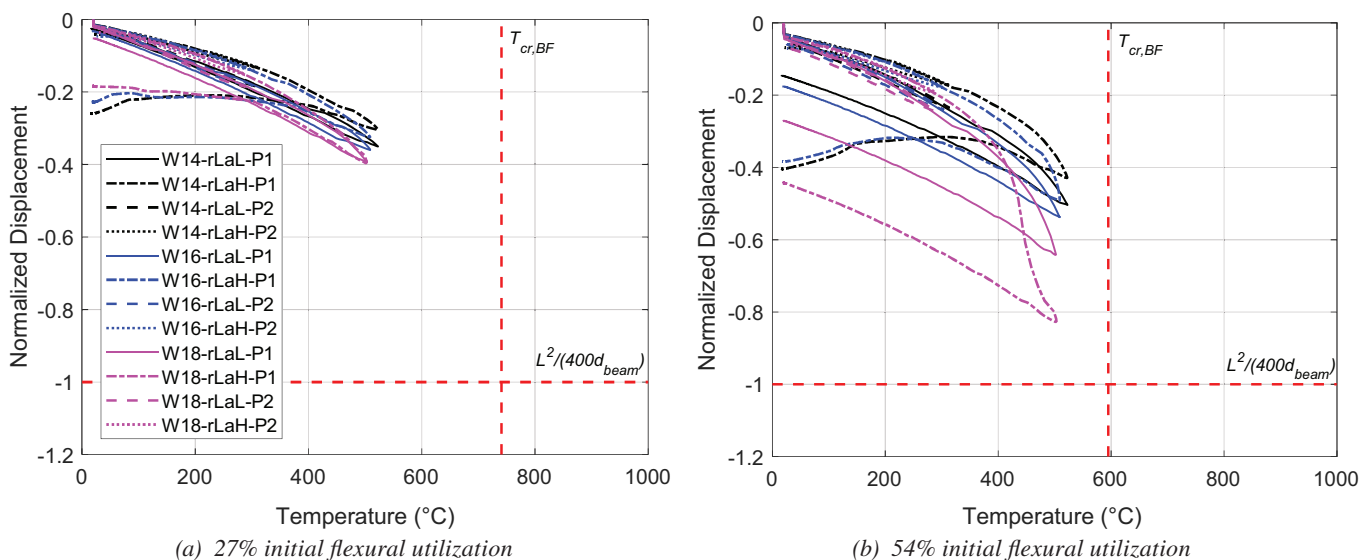 0
-0.2
-0.4
-0.6
-0.8
-1
-1.2
0
200
400
600
800
1000
Normalized Displacement
Temperature (°C)
T_cr,BF
L^2/(400d_beam)
W14-rLaL-P1
W14-rLaH-P1
W14-rLaL-P2
W14-rLaH-P2
W16-rLaL-P1
W16-rLaH-P1
W16-rLaL-P2
W16-rLaH-P2
W18-rLaL-P1
W18-rLaH-P1
W18-rLaL-P2
W18-rLaH-P2
(a) 27% initial flexural utilization
0
-0.2
-0.4
-0.6
-0.8
-1
-1.2
0
200
400
600
800
1000
Normalized Displacement
Temperature (°C)
T_cr,BF
L^2/(400d_beam)
(b) 54% initial flexural utilization